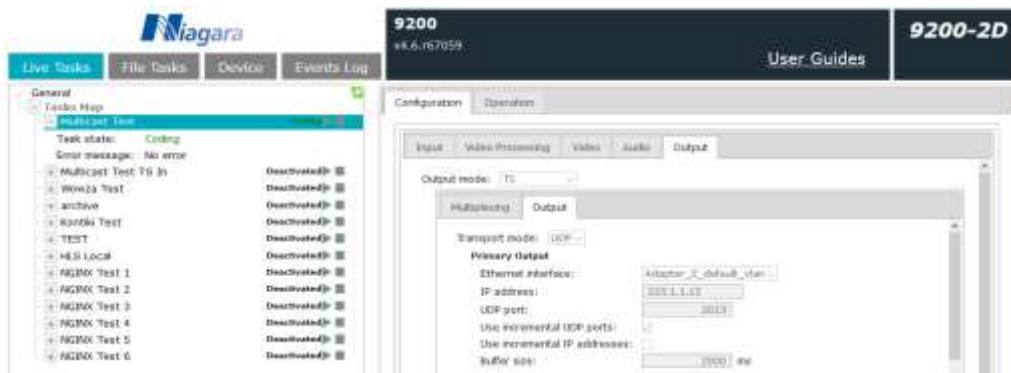 Niagara
9200
v4.6.r67059
User Guides
9200-2D
Live Tasks File Tasks Device Events Log
General
Tasks Map
Multicast Test
Task state: Coding
Error message: No error
Multicast Test TS In Deactivated
Wowza Test Deactivated
archive Deactivated
Kontiki Test Deactivated
TEST Deactivated
HLS Local Deactivated
NGINX Test 1 Deactivated
NGINX Test 2 Deactivated
NGINX Test 3 Deactivated
NGINX Test 4 Deactivated
NGINX Test 5 Deactivated
NGINX Test 6 Deactivated
Configuration Operation
Input Video Processing Video Audio Output
Output mode: TS
Multiplexing Output
Transport mode: UDP
Primary Output
Ethernet interface: Adaptor_2_default_vlan
IP address:
UDP port:
Use incremental UDP ports:
Use incremental IP addresses:
Buffer size: 2000 ms